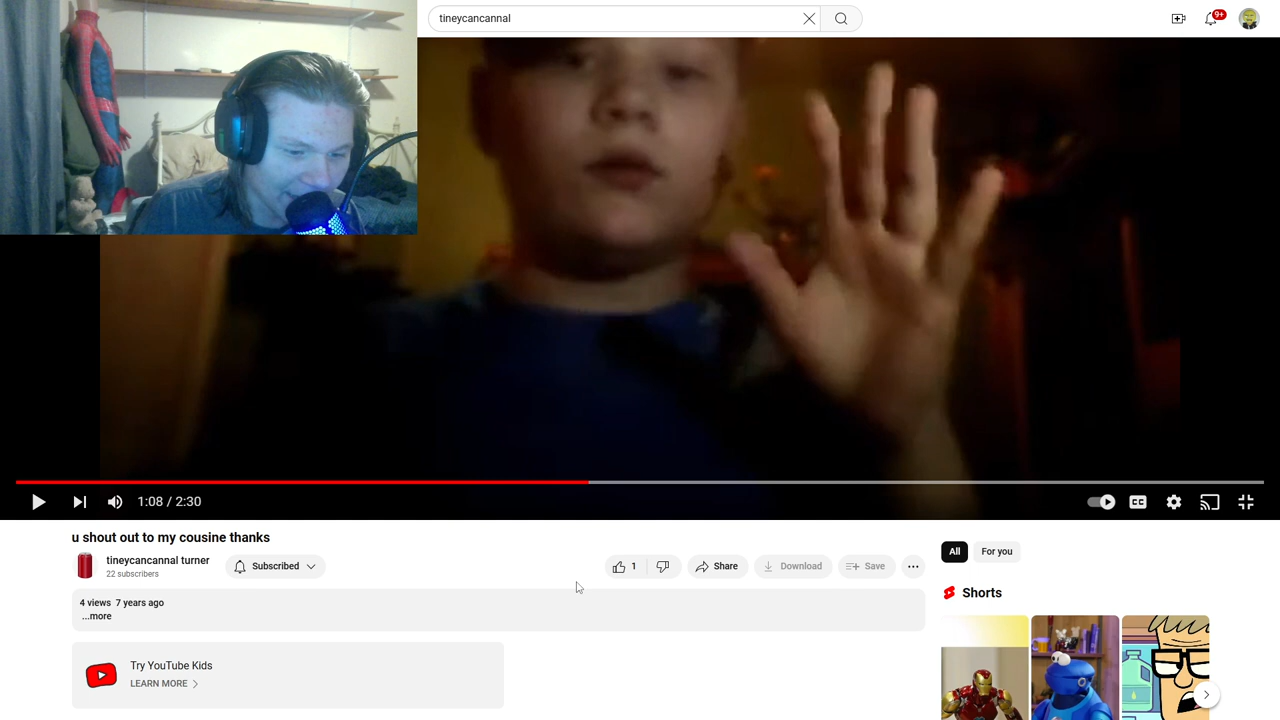 tineycancannal
9+
1:08 / 2:30
CC
u shout out to my cousine thanks
tineycancannal turner
22 subscribers
Subscribed
1
Share
Download
Save
4 views 7 years ago
...more
All
For you
Shorts
Try YouTube Kids
LEARN MORE